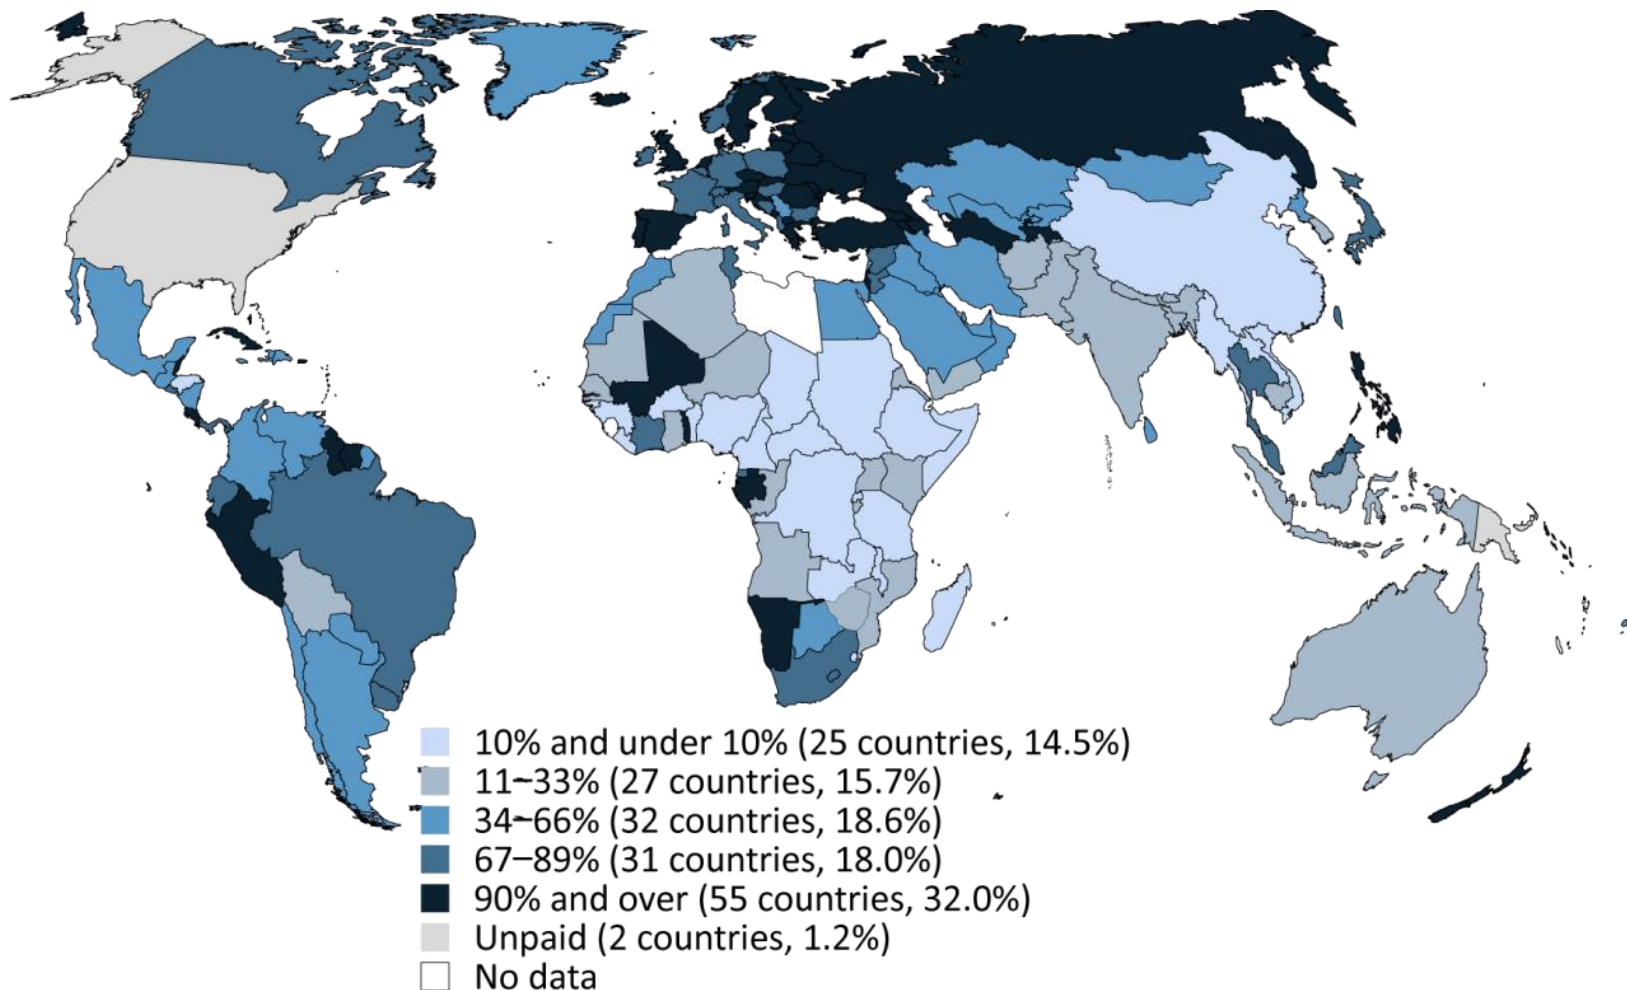 10% and under 10% (25 countries, 14.5%)
11–33% (27 countries, 15.7%)
34–66% (32 countries, 18.6%)
67–89% (31 countries, 18.0%)
90% and over (55 countries, 32.0%)
Unpaid (2 countries, 1.2%)
No data